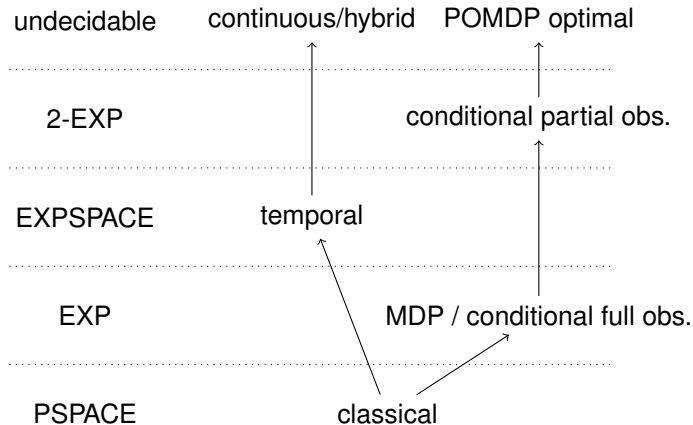 undecidable continuous/hybrid POMDP optimal
2-EXP conditional partial obs.
EXPSPACE temporal
EXP MDP / conditional full obs.
PSPACE classical